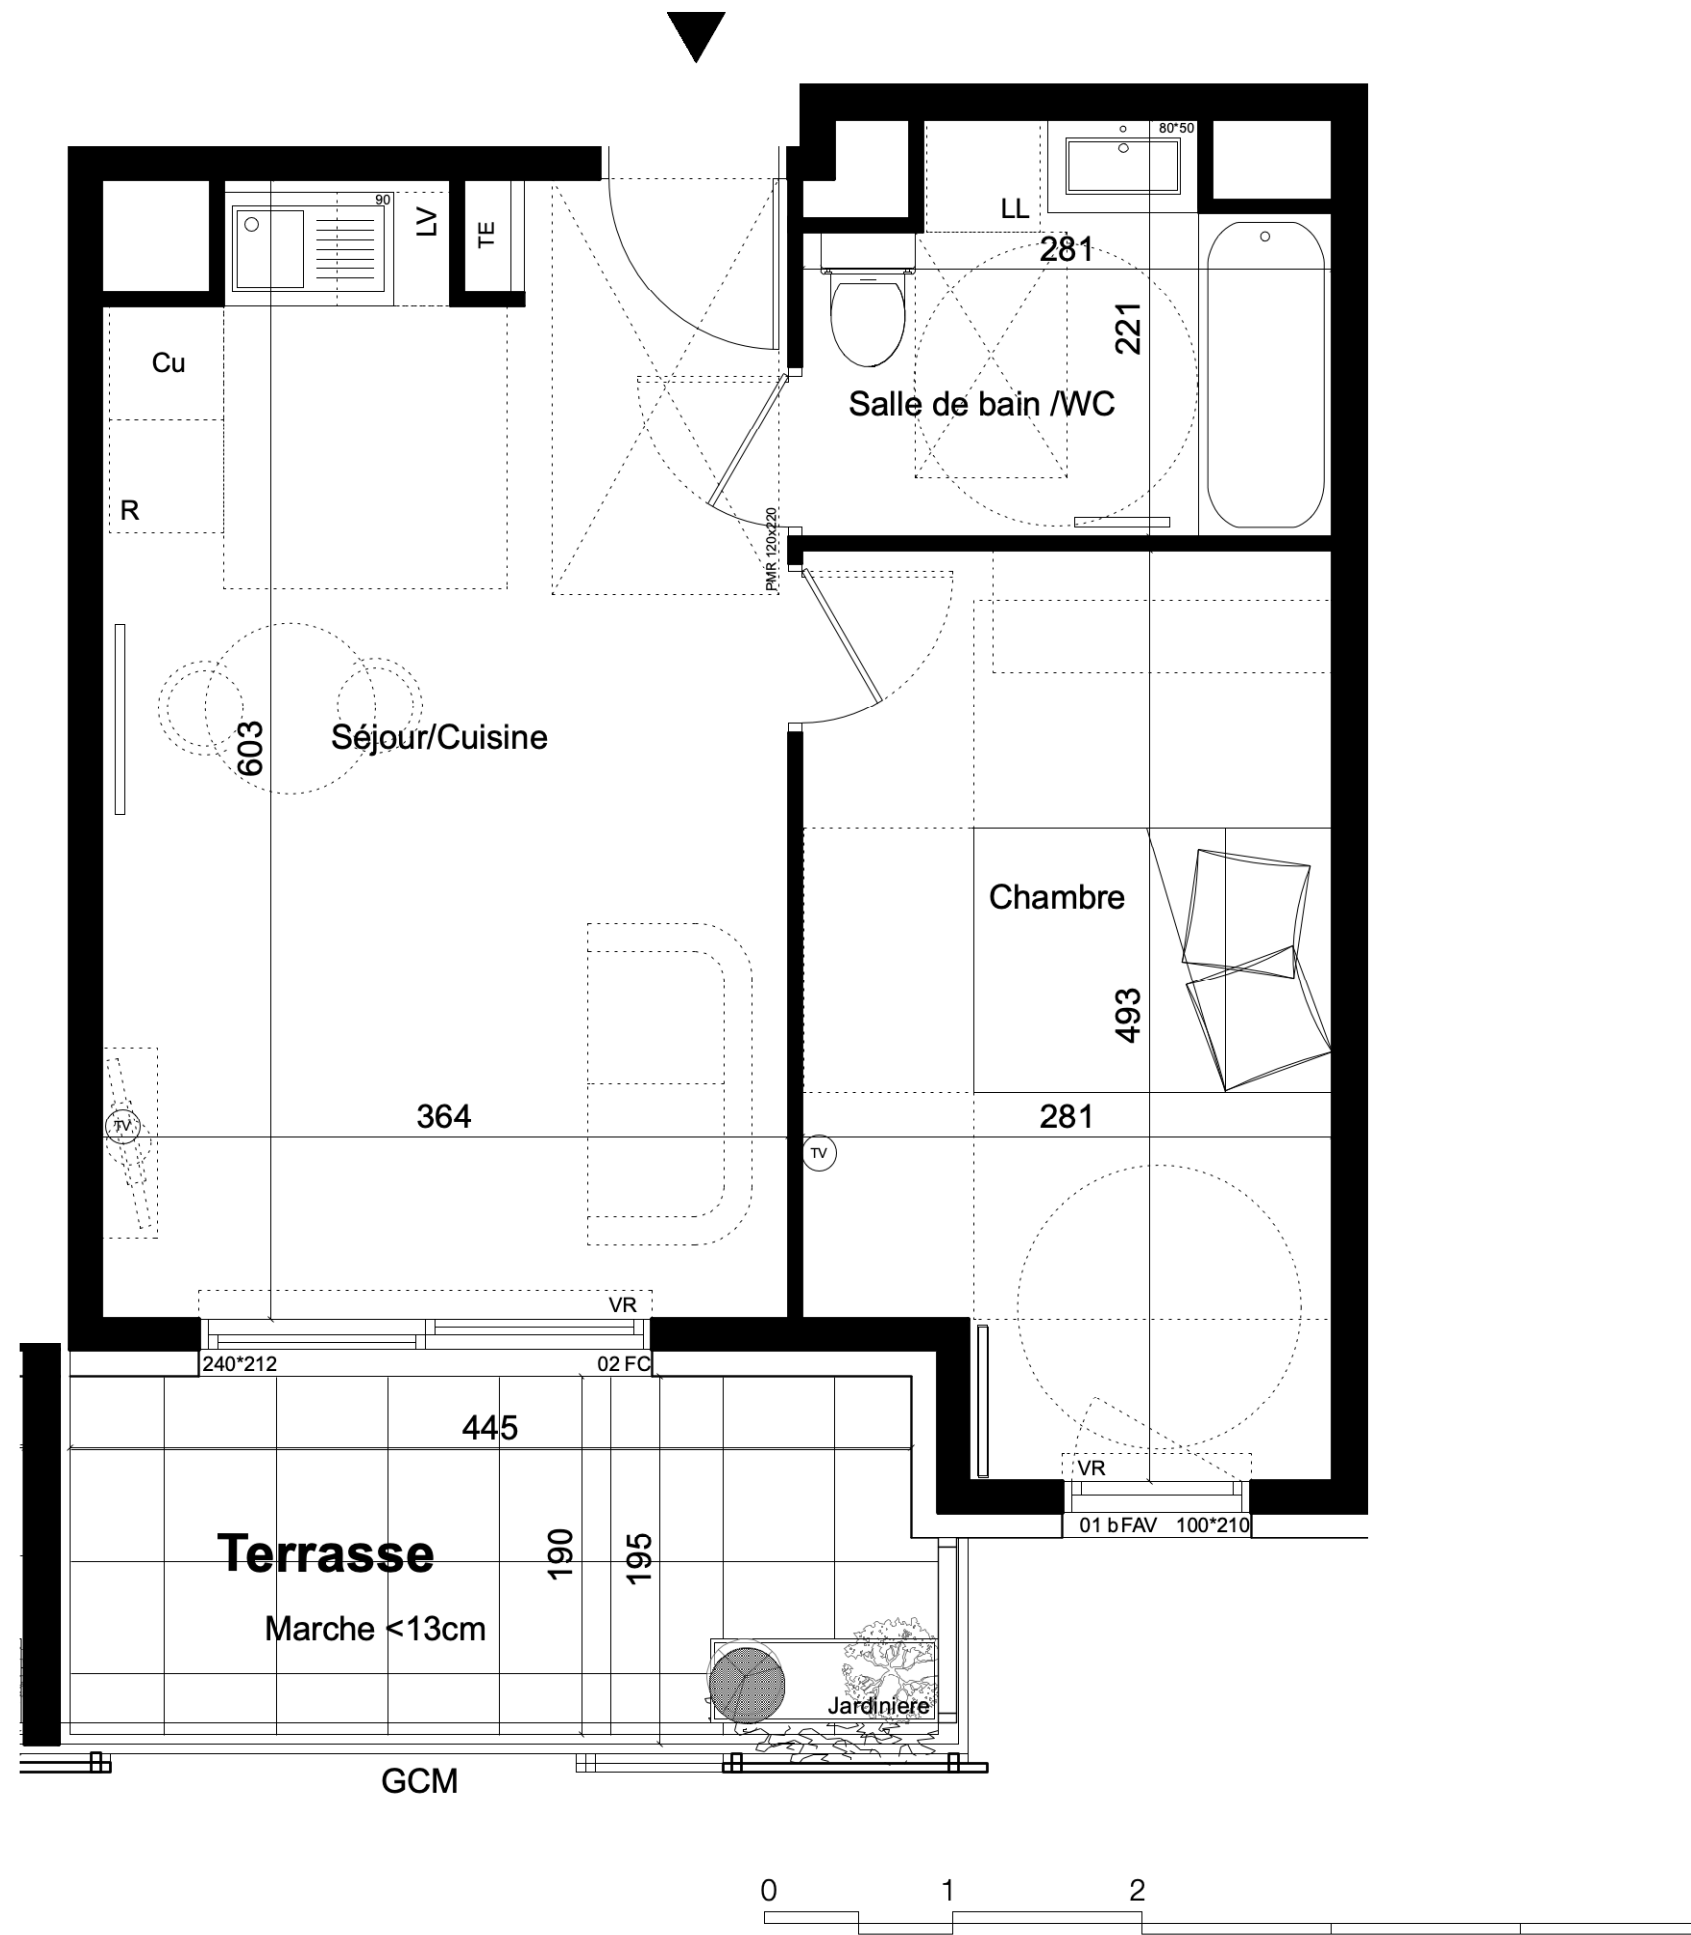 80*50
90
LV
TE
LL
281
221
Cu
Salle de bain /WC
R
PMR 120x220
603
Séjour/Cuisine
Chambre
493
364
281
TV
TV
VR
240*212
02 FC
445
VR
01 b FAV
100*210
Terrasse
190
195
Marche <13cm
Jardiniere
GCM
0 1 2